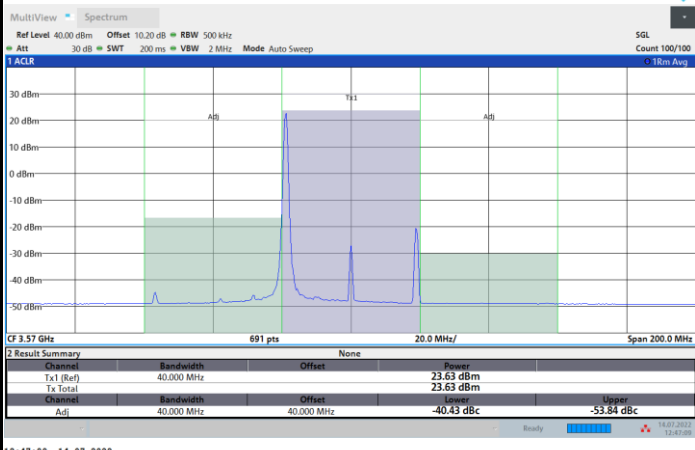 MultiView Spectrum
Ref Level 40.00 dBm Offset 10.20 dB RBW 500 kHz SGL
Att 30 dB SWT 200 ms VBW 2 MHz Mode Auto Sweep Count 100/100
1 ACLR 1Rm Avg
30 dBm
Tx1
20 dBm Adj Adj
10 dBm
0 dBm
-10 dBm
-20 dBm
-30 dBm
-40 dBm
-50 dBm
CF 3.57 GHz 691 pts 20.0 MHz/ Span 200.0 MHz
2 Result Summary None
Channel Bandwidth Offset Power
Tx1 (Ref) 40.000 MHz 23.63 dBm
Tx Total 23.63 dBm
Channel Bandwidth Offset Lower Upper
Adj 40.000 MHz 40.000 MHz -40.43 dBc -53.84 dBc
Ready 14.07.2022
12:47:00